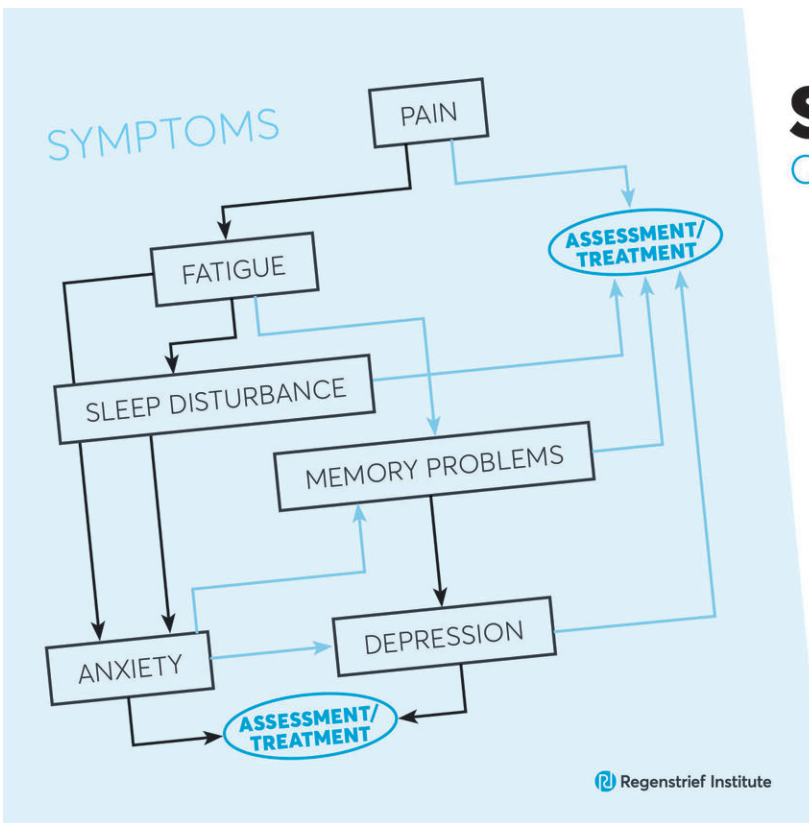 SYMPTOMS
PAIN
ASSESSMENT/
TREATMENT
FATIGUE
SLEEP DISTURBANCE
MEMORY PROBLEMS
DEPRESSION
ANXIETY
ASSESSMENT/
TREATMENT
Regenstrief Institute